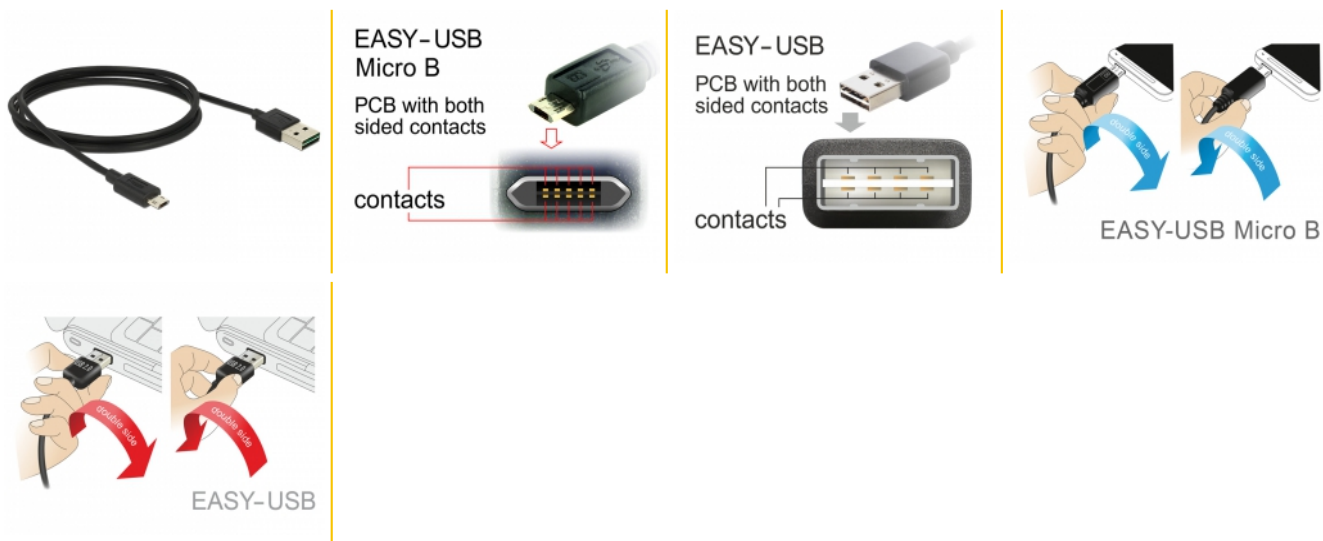 EASY-USB
Micro B
PCB with both
sided contacts
contacts
EASY-USB
PCB with both
sided contacts
contacts
double side
double side
EASY-USB Micro B
double side
double side
EASY-USB